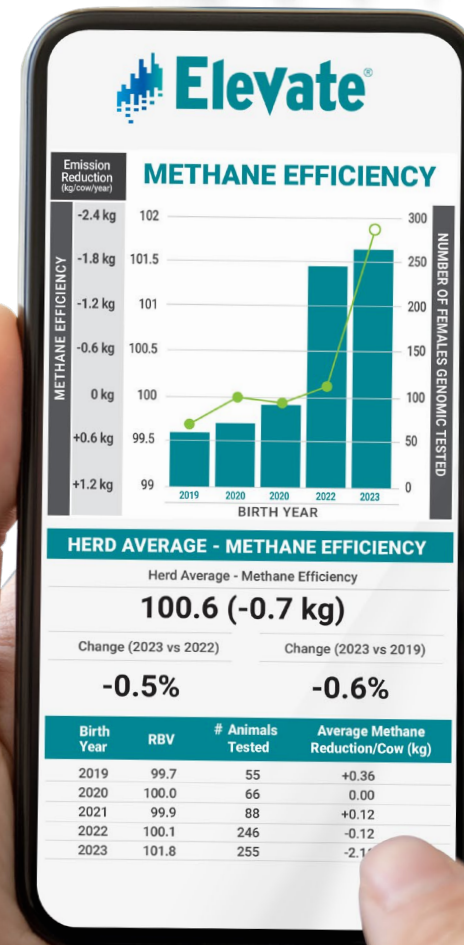 Elevate®
Emission
Reduction
(kg/cow/year)
METHANE EFFICIENCY
METHANE EFFICIENCY
-2.4 kg
-1.8 kg
-1.2 kg
-0.6 kg
0 kg
+0.6 kg
+1.2 kg
102
101.5
101
100.5
100
99.5
99
300
250
200
150
100
50
0
NUMBER OF FEMALES GENOMIC TESTED
2019 2020 2020 2022 2023
BIRTH YEAR
HERD AVERAGE - METHANE EFFICIENCY
Herd Average - Methane Efficiency
100.6 (-0.7 kg)
Change (2023 vs 2022) Change (2023 vs 2019)
-0.5% -0.6%
Birth Year RBV # Animals Tested Average Methane Reduction/Cow (kg)
2019 99.7 55 +0.36
2020 100.0 66 0.00
2021 99.9 88 +0.12
2022 100.1 246 -0.12
2023 101.8 255